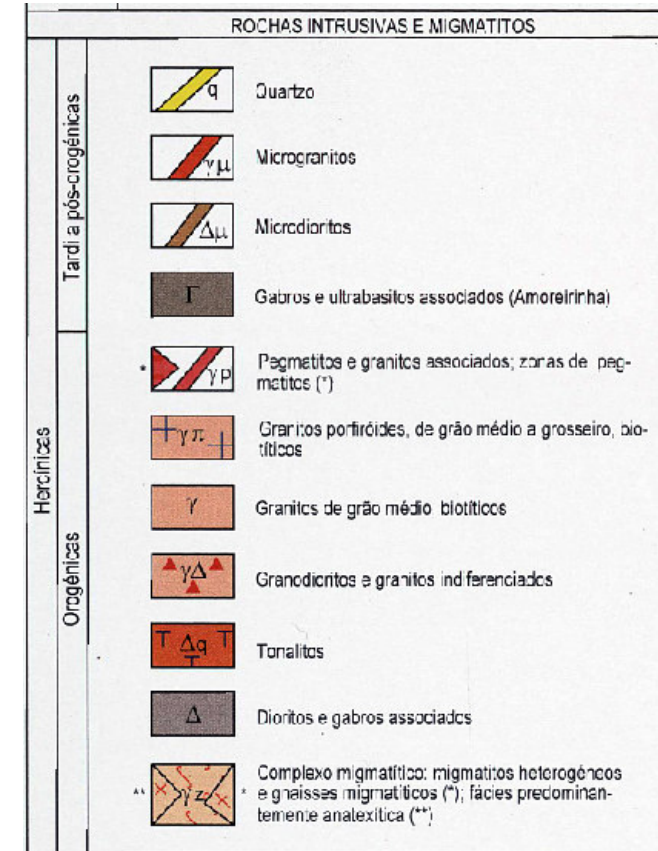 ROCHAS INTRUSIVAS E MIGMATITOS
Hercínicas
Tardi a pós-orogénicas
q Quartzo
γμ Microgranitos
Δμ Microdioritos
Γ Gabros e ultrabasitos associados (Amoreirinha)
Orogénicas
* γp Pegmatitos e granitos associados; zonas de peg-
matitos (*)
γπ Granitos porfiróides, de grão médio a grosseiro, bio-
títicos
γ Granitos de grão médio biotíticos
γΔ Granodioritos e granitos indiferenciados
T Δq T T Tonalitos
Δ Dioritos e gabros associados
** γz * Complexo migmatítico: migmatitos heterogéneos
e gnaisses migmatíticos (*); fácies predominan-
temente anatexítica (**)